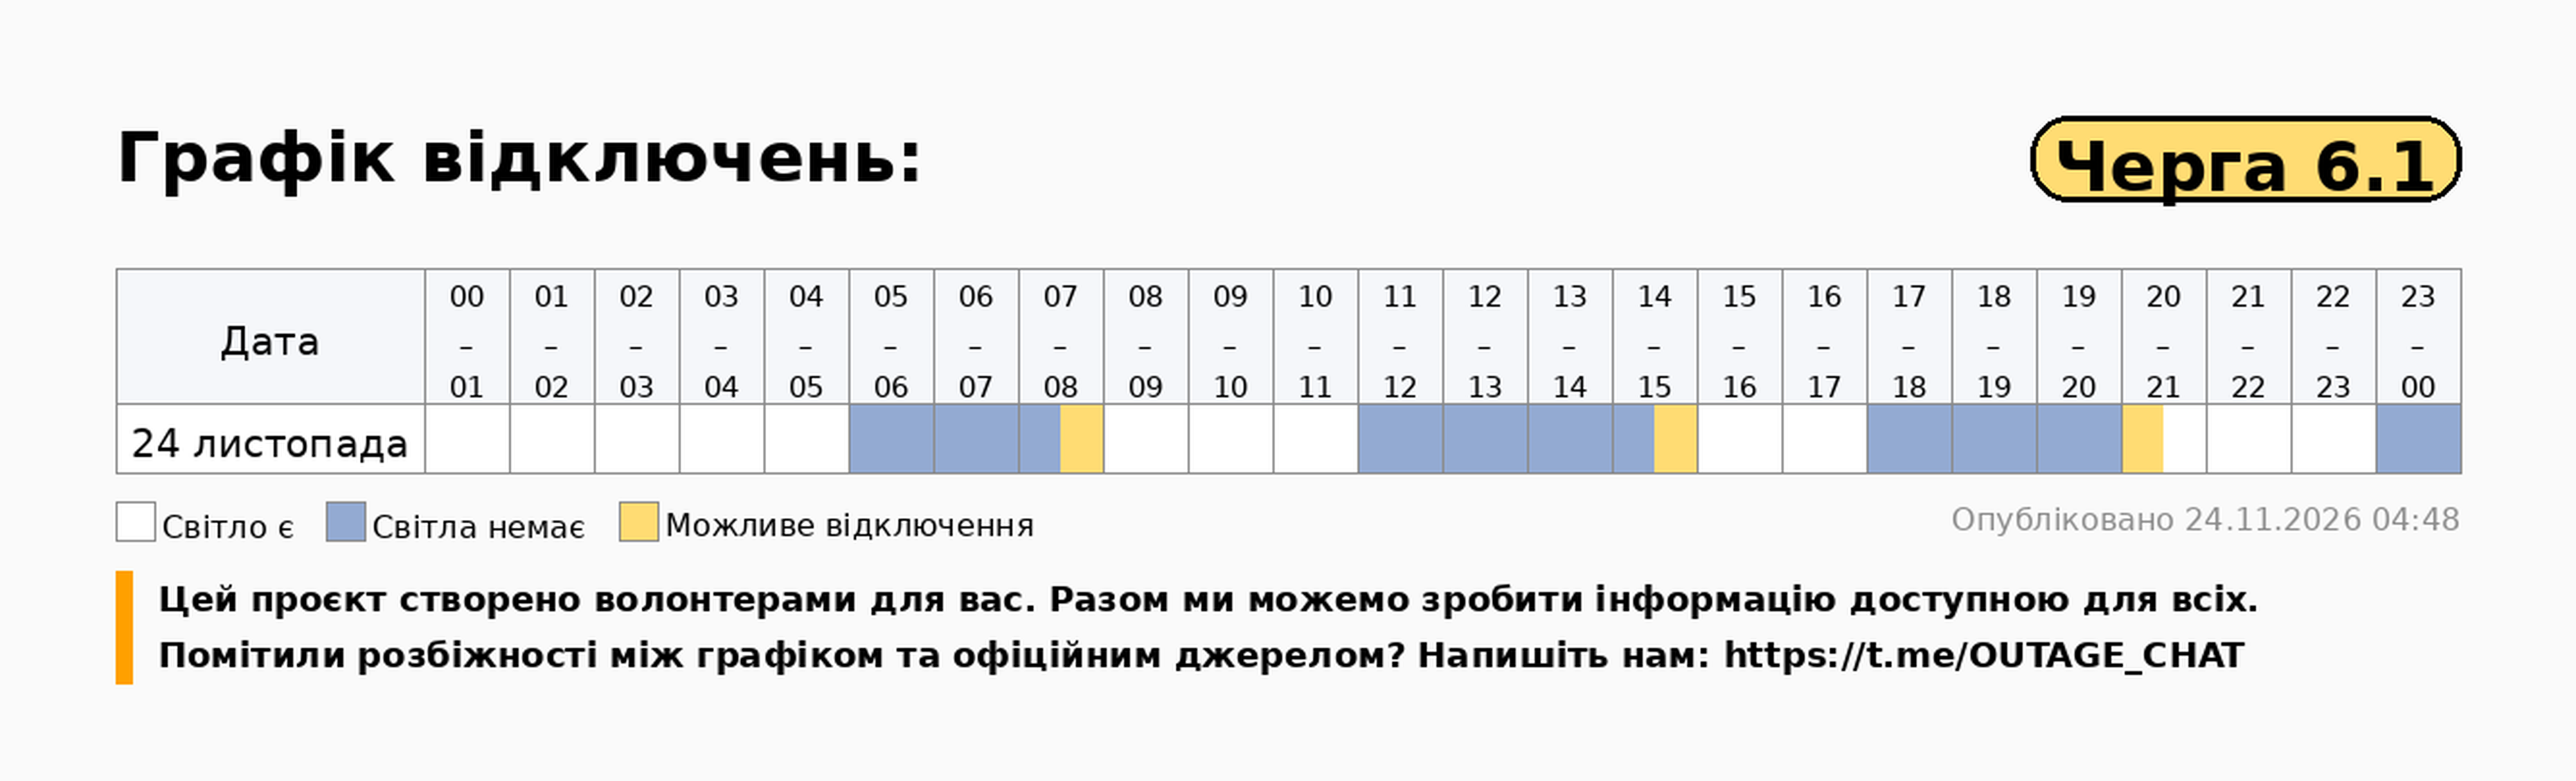 Графік відключень:
Черга 6.1
Дата
00 – 01
01 – 02
02 – 03
03 – 04
04 – 05
05 – 06
06 – 07
07 – 08
08 – 09
09 – 10
10 – 11
11 – 12
12 – 13
13 – 14
14 – 15
15 – 16
16 – 17
17 – 18
18 – 19
19 – 20
20 – 21
21 – 22
22 – 23
23 – 00
24 листопада
Світло є
Світла немає
Можливе відключення
Опубліковано 24.11.2026 04:48
Цей проєкт створено волонтерами для вас. Разом ми можемо зробити інформацію доступною для всіх.
Помітили розбіжності між графіком та офіційним джерелом? Напишіть нам: https://t.me/OUTAGE_CHAT